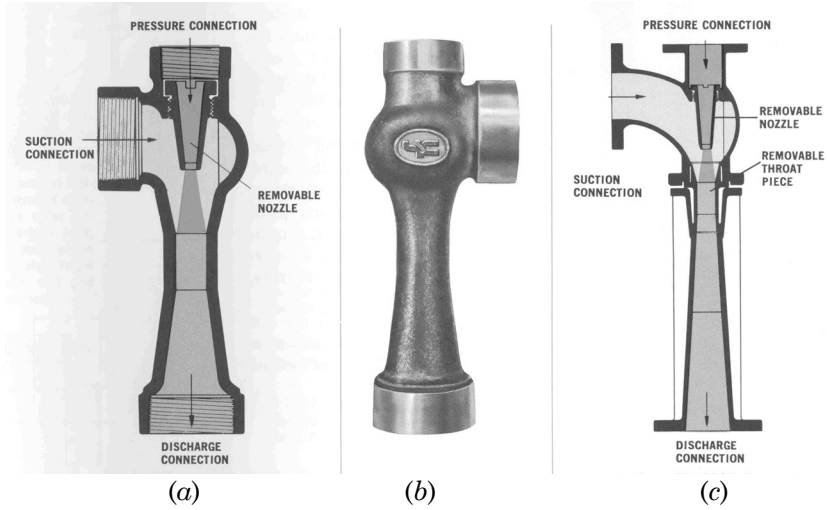 PRESSURE CONNECTION
SUCTION
CONNECTION
REMOVABLE
NOZZLE
DISCHARGE
CONNECTION
(a)
(b)
PRESSURE CONNECTION
REMOVABLE
NOZZLE
REMOVABLE
THROAT
PIECE
SUCTION
CONNECTION
DISCHARGE
CONNECTION
(c)